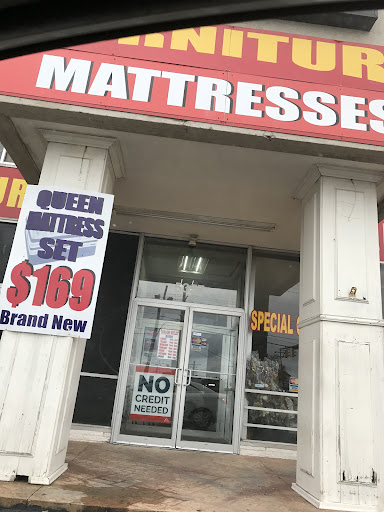 MATTRESSES
QUEEN
MATTRESS
SET
$169
Brand New
SPECIAL
NO
CREDIT
NEEDED